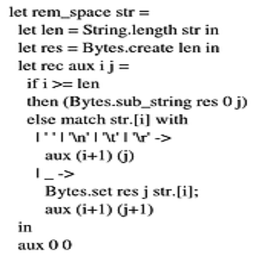 let rem_space str =
let len = String.length str in
let res = Bytes.create len in
let rec aux i j =
if i >= len
then (Bytes.sub_string res 0 j)
else match str.[i] with
| ' ' | '\n' | '\t' | '\r' ->
aux (i+1) (j)
| _ ->
Bytes.set res j str.[i];
aux (i+1) (j+1)
in
aux 0 0